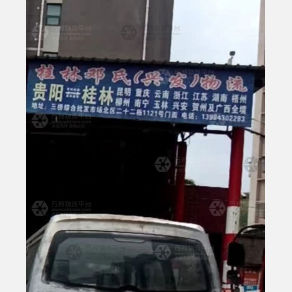 桂林邓氏(兴发)物流
贵阳—桂林
昆明 重庆 云南 浙江 江苏 湖南 梧州
柳州 南宁 玉林 兴安 贺州及广西全境
地址：三桥综合批发市场北区二十二栋1121号门面 电话：13984302283